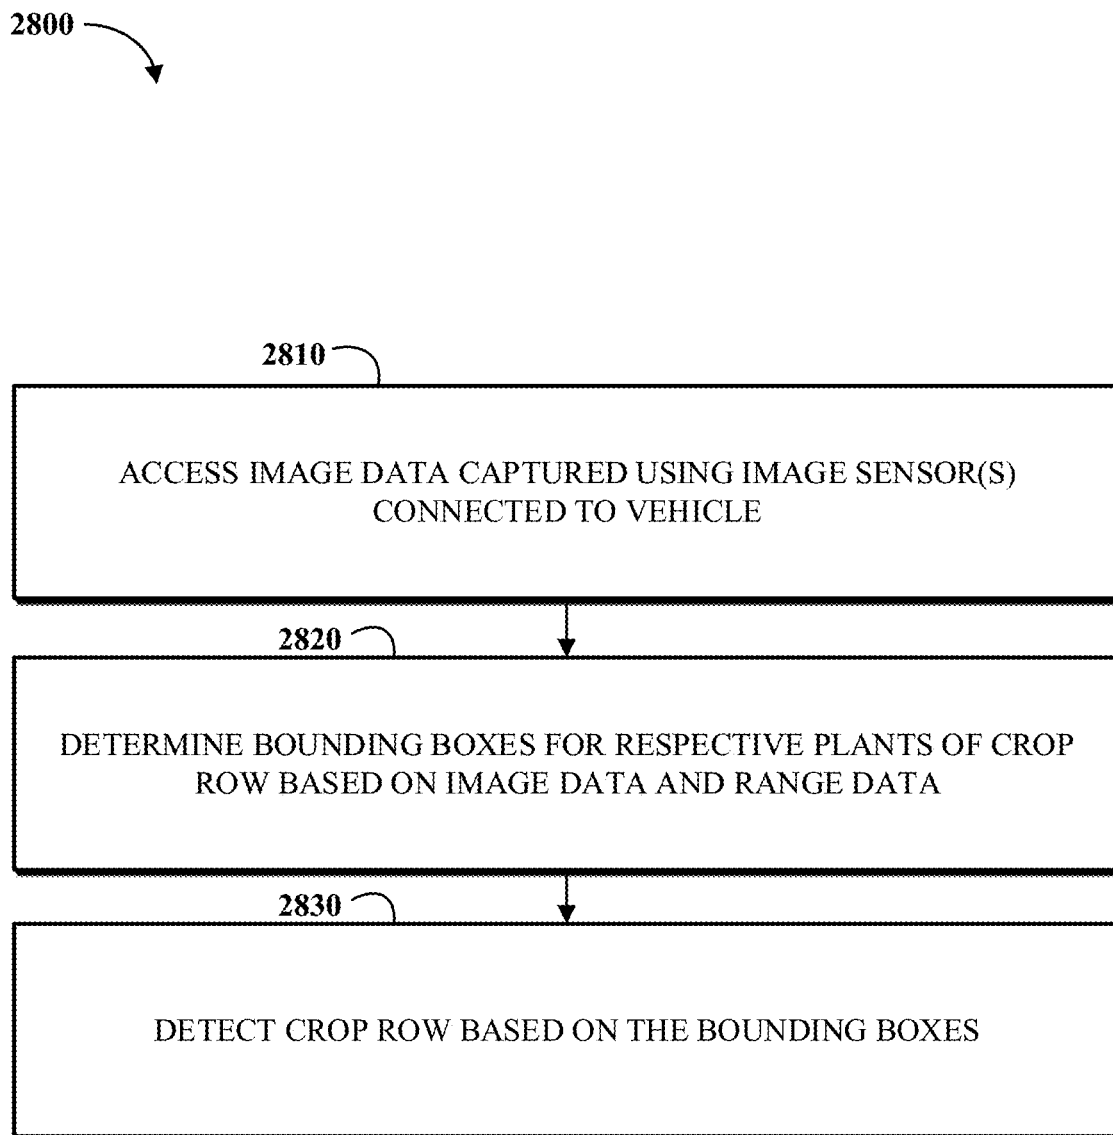 2800
2810
ACCESS IMAGE DATA CAPTURED USING IMAGE SENSOR(S)
CONNECTED TO VEHICLE
2820
DETERMINE BOUNDING BOXES FOR RESPECTIVE PLANTS OF CROP
ROW BASED ON IMAGE DATA AND RANGE DATA
2830
DETECT CROP ROW BASED ON THE BOUNDING BOXES